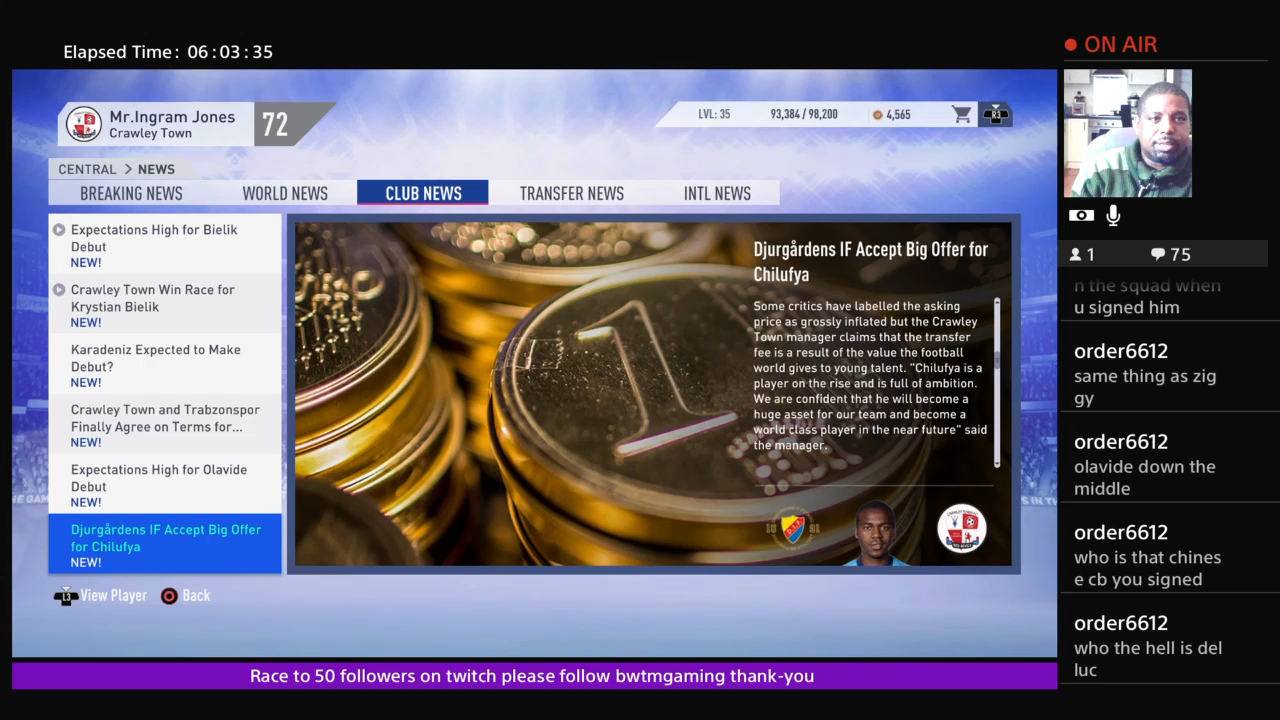 Elapsed Time: 06:03:35
ON AIR
Mr.Ingram Jones
Crawley Town
72
LVL: 35
93,384 / 98,200
4,565
R3
CENTRAL > NEWS
BREAKING NEWS
WORLD NEWS
CLUB NEWS
TRANSFER NEWS
INTL NEWS
Expectations High for Bielik
Debut
NEW!
Crawley Town Win Race for
Krystian Bielik
NEW!
Karadeniz Expected to Make
Debut?
NEW!
Crawley Town and Trabzonspor
Finally Agree on Terms for...
NEW!
Expectations High for Olavide
Debut
NEW!
Djurgårdens IF Accept Big Offer
for Chilufya
NEW!
Djurgårdens IF Accept Big Offer for
Chilufya
Some critics have labelled the asking
price as grossly inflated but the Crawley
Town manager claims that the transfer
fee is a result of the value the football
world gives to young talent. "Chilufya is a
player on the rise and is full of ambition.
We are confident that he will become a
huge asset for our team and become a
world class player in the near future" said
the manager.
L3 View Player
Back
1
75
n the squad when
u signed him
order6612
same thing as zig
gy
order6612
olavide down the
middle
order6612
who is that chines
e cb you signed
order6612
who the hell is del
luc
Race to 50 followers on twitch please follow bwtmgaming thank-you